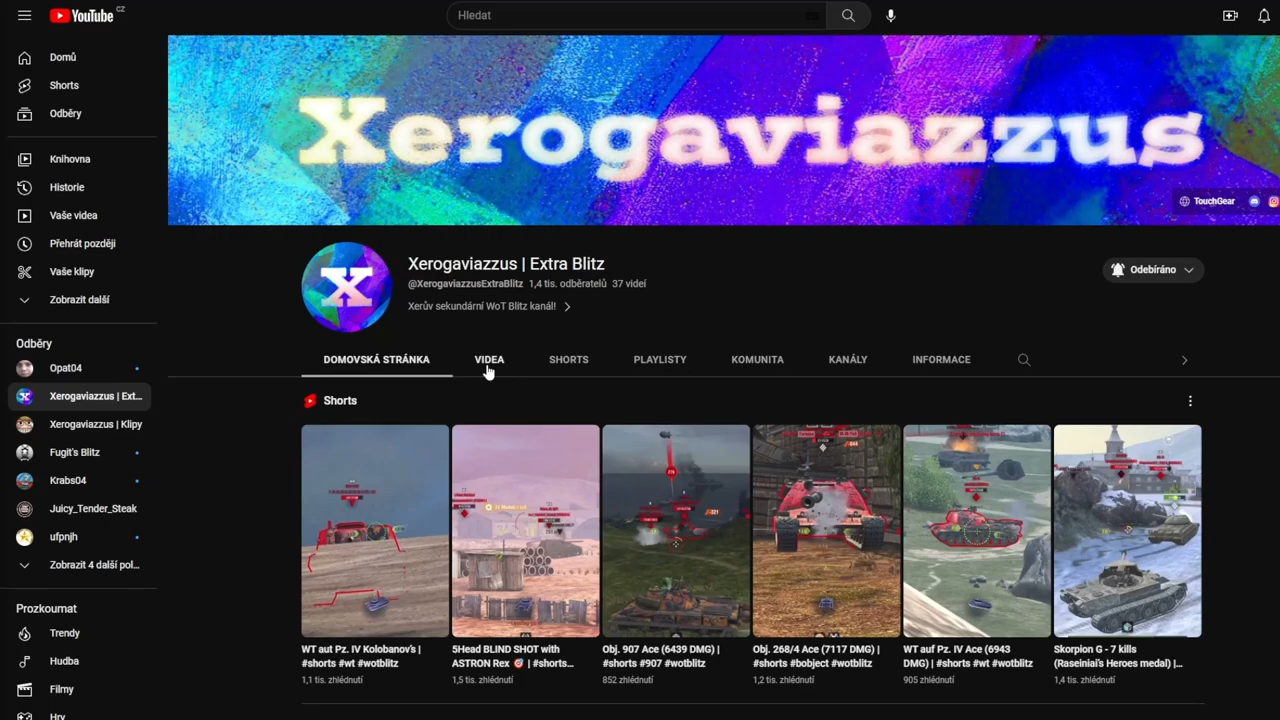 YouTube CZ
Hledat
Domů
Shorts
Odběry
Knihovna
Historie
Vaše videa
Přehrát později
Vaše klipy
Zobrazit další
Odběry
Opat04
Xerogaviazzus | Ext...
Xerogaviazzus | Klipy
Fugit's Blitz
Krabs04
Juicy_Tender_Steak
ufpnjh
Zobrazit 4 další pol...
Prozkoumat
Trendy
Hudba
Filmy
Hry
Xerogaviazzus
TouchGear
Xerogaviazzus | Extra Blitz
@XerogaviazzusExtraBlitz 1,4 tis. odběratelů 37 videí
Xerův sekundární WoT Blitz kanál!
Odebíráno
DOMOVSKÁ STRÁNKA VIDEA SHORTS PLAYLISTY KOMUNITA KANÁLY INFORMACE
Shorts
WT aut Pz. IV Kolobanov's |
#shorts #wt #wotblitz
1,1 tis. zhlédnutí
5Head BLIND SHOT with
ASTRON Rex 🎯 | #shorts...
1,5 tis. zhlédnutí
Obj. 907 Ace (6439 DMG) |
#shorts #907 #wotblitz
852 zhlédnutí
Obj. 268/4 Ace (7117 DMG) |
#shorts #bobject #wotblitz
1,2 tis. zhlédnutí
WT auf Pz. IV Ace (6943
DMG) | #shorts #wt #wotblitz
905 zhlédnutí
Skorpion G - 7 kills
(Raseiniai's Heroes medal) |...
1,4 tis. zhlédnutí